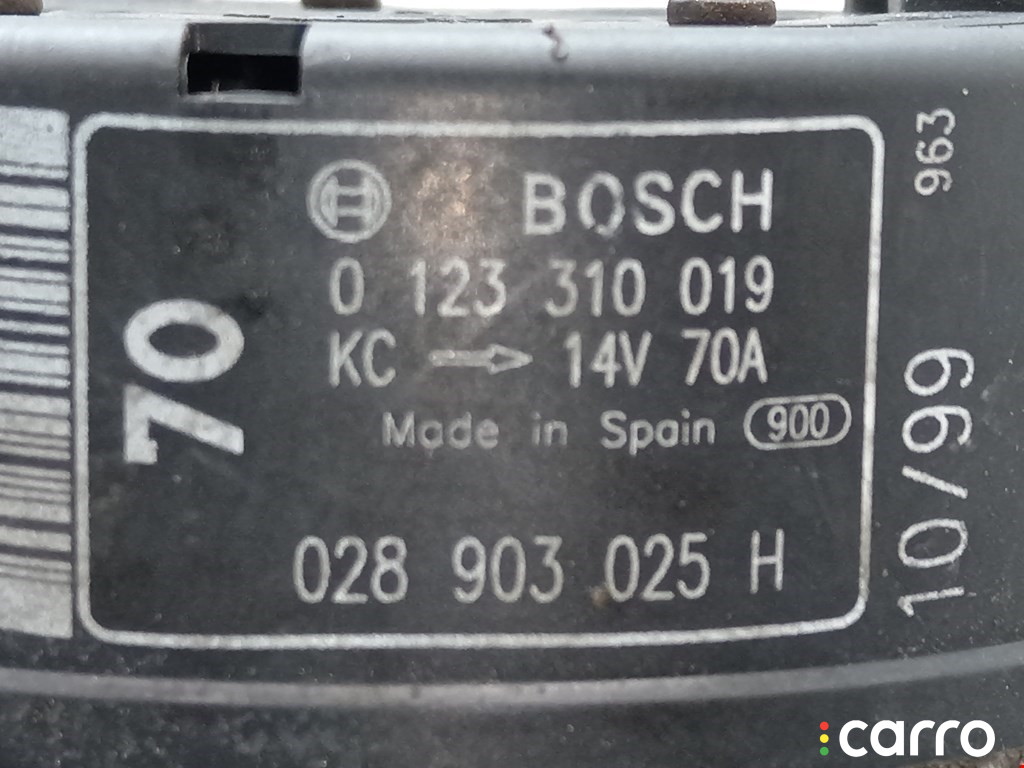 BOSCH
0 123 310 019
KC → 14V 70A
Made in Spain 900
028 903 025 H
70
963
10/99
carro